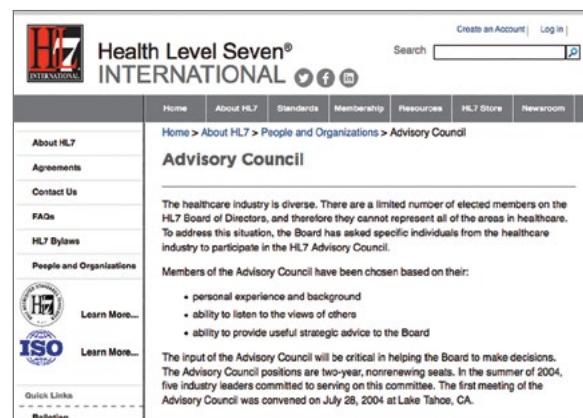 Create an Account | Log in |
HL7
INTERNATIONAL
Health Level Seven®
INTERNATIONAL
Search
Home About HL7 Standards Membership Resources HL7 Store Newsroom
Home > About HL7 > People and Organizations > Advisory Council
Advisory Council
About HL7
Agreements
Contact Us
FAQs
HL7 Bylaws
People and Organizations
Learn More...
ISO Learn More...
Quick Links
The healthcare industry is diverse. There are a limited number of elected members on the
HL7 Board of Directors, and therefore they cannot represent all of the areas in healthcare.
To address this situation, the Board has asked specific individuals from the healthcare
industry to participate in the HL7 Advisory Council.
Members of the Advisory Council have been chosen based on their:
• personal experience and background
• ability to listen to the views of others
• ability to provide useful strategic advice to the Board
The input of the Advisory Council will be critical in helping the Board to make decisions.
The Advisory Council positions are two-year, nonrenewing seats. In the summer of 2004,
five industry leaders committed to serving on this committee. The first meeting of the
Advisory Council was convened on July 28, 2004 at Lake Tahoe, CA.